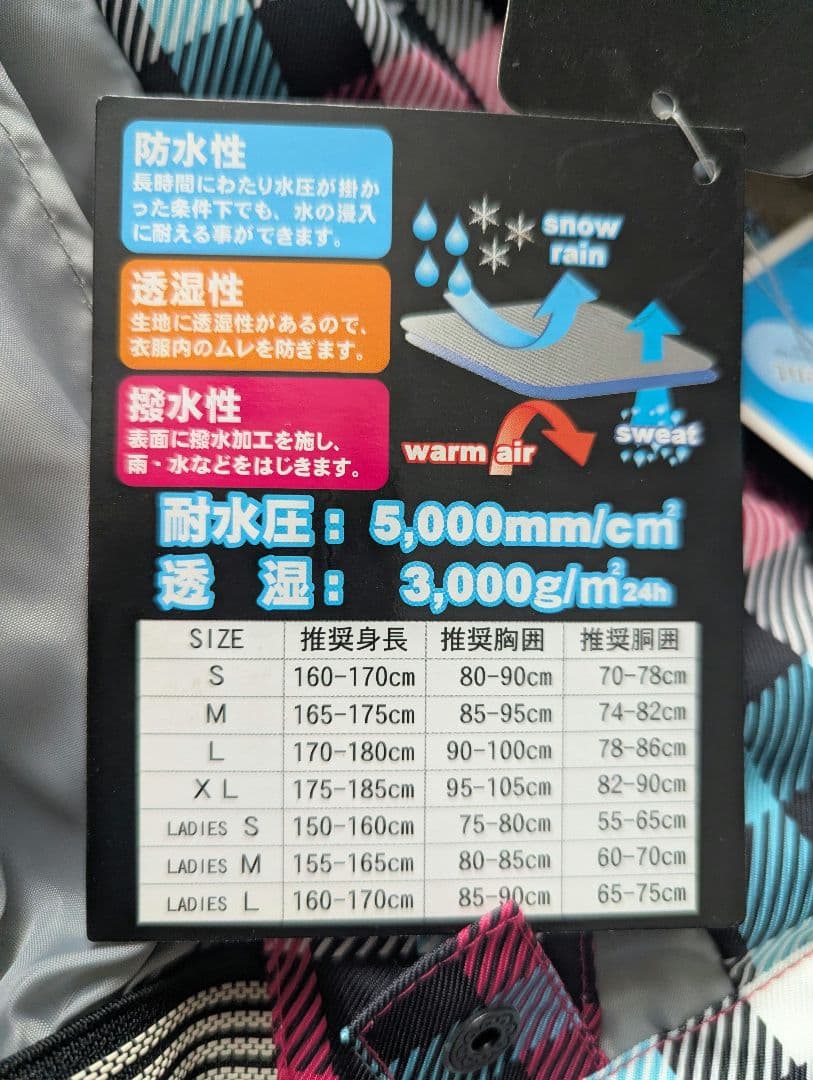 防水性
長時間にわたり水圧が掛か
った条件下でも、水の浸入
に耐える事ができます。
透湿性
生地に透湿性があるので、
衣服内のムレを防ぎます。
撥水性
表面に撥水加工を施し、
雨・水などをはじきます。
snow
rain
warm air
sweat
耐水圧： 5,000mm/c㎡
透 湿： 3,000g/㎡24h
SIZE 推奨身長 推奨胸囲 推奨胴囲
S 160-170cm 80-90cm 70-78cm
M 165-175cm 85-95cm 74-82cm
L 170-180cm 90-100cm 78-86cm
XL 175-185cm 95-105cm 82-90cm
LADIES S 150-160cm 75-80cm 55-65cm
LADIES M 155-165cm 80-85cm 60-70cm
LADIES L 160-170cm 85-90cm 65-75cm